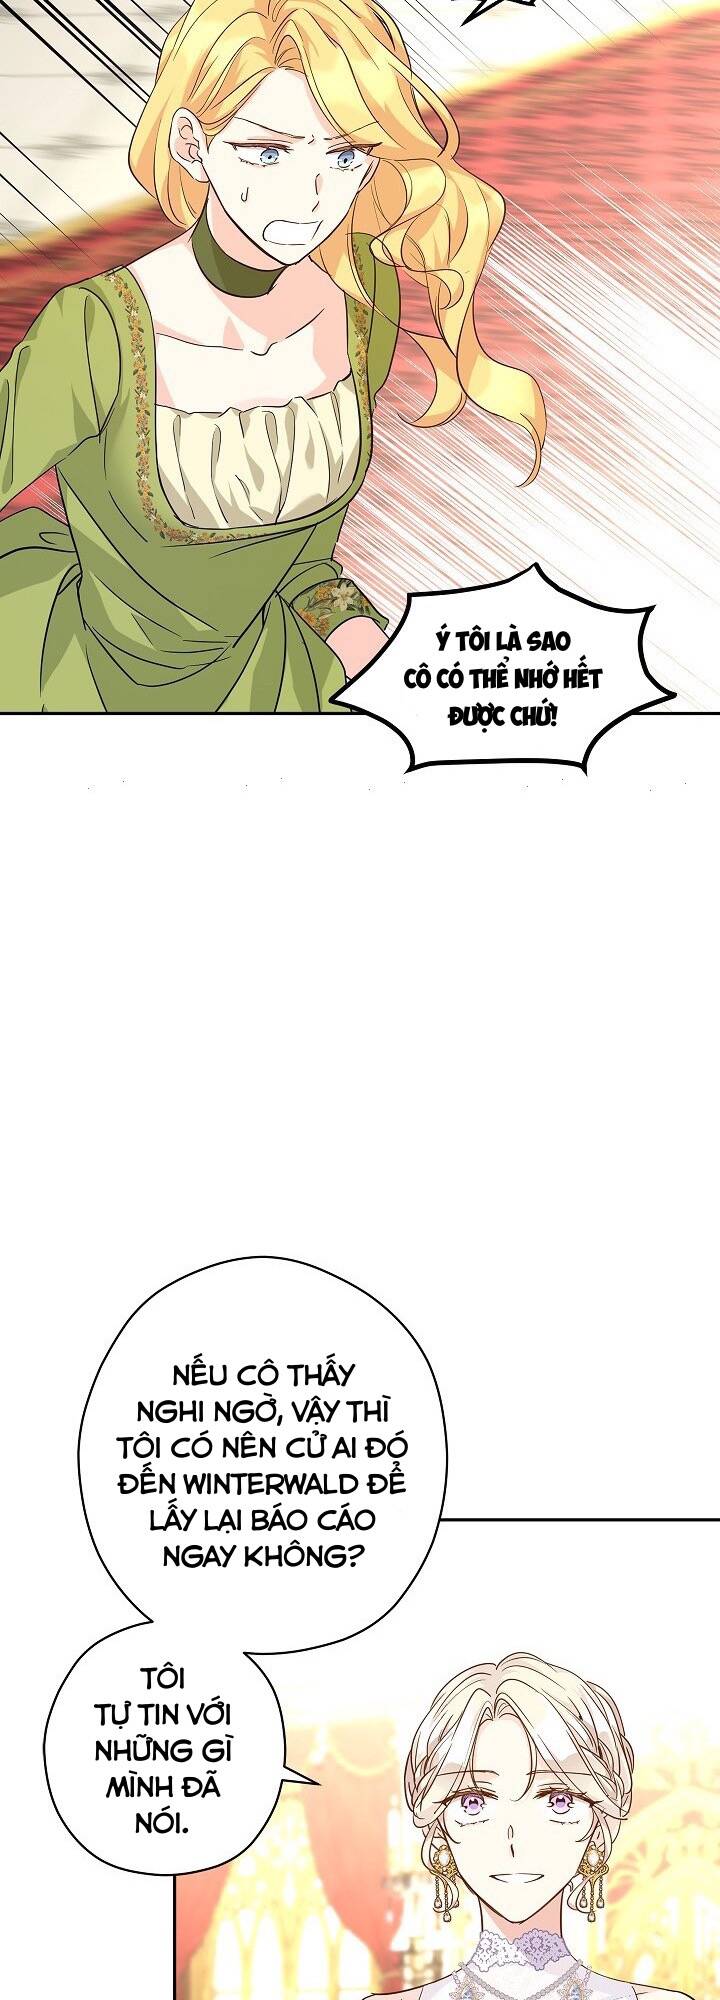 Ý TÔI LÀ SAO
CÔ CÓ THỂ NHỚ HẾT
ĐƯỢC CHỨ!
NẾU CÔ THẤY
NGHI NGỜ, VẬY THÌ
TÔI CÓ NÊN CỬ AI ĐÓ
ĐẾN WINTERWALD ĐỂ
LẤY LẠI BÁO CÁO
NGAY KHÔNG?
TÔI
TỰ TIN VỚI
NHỮNG GÌ
MÌNH ĐÃ
NÓI.